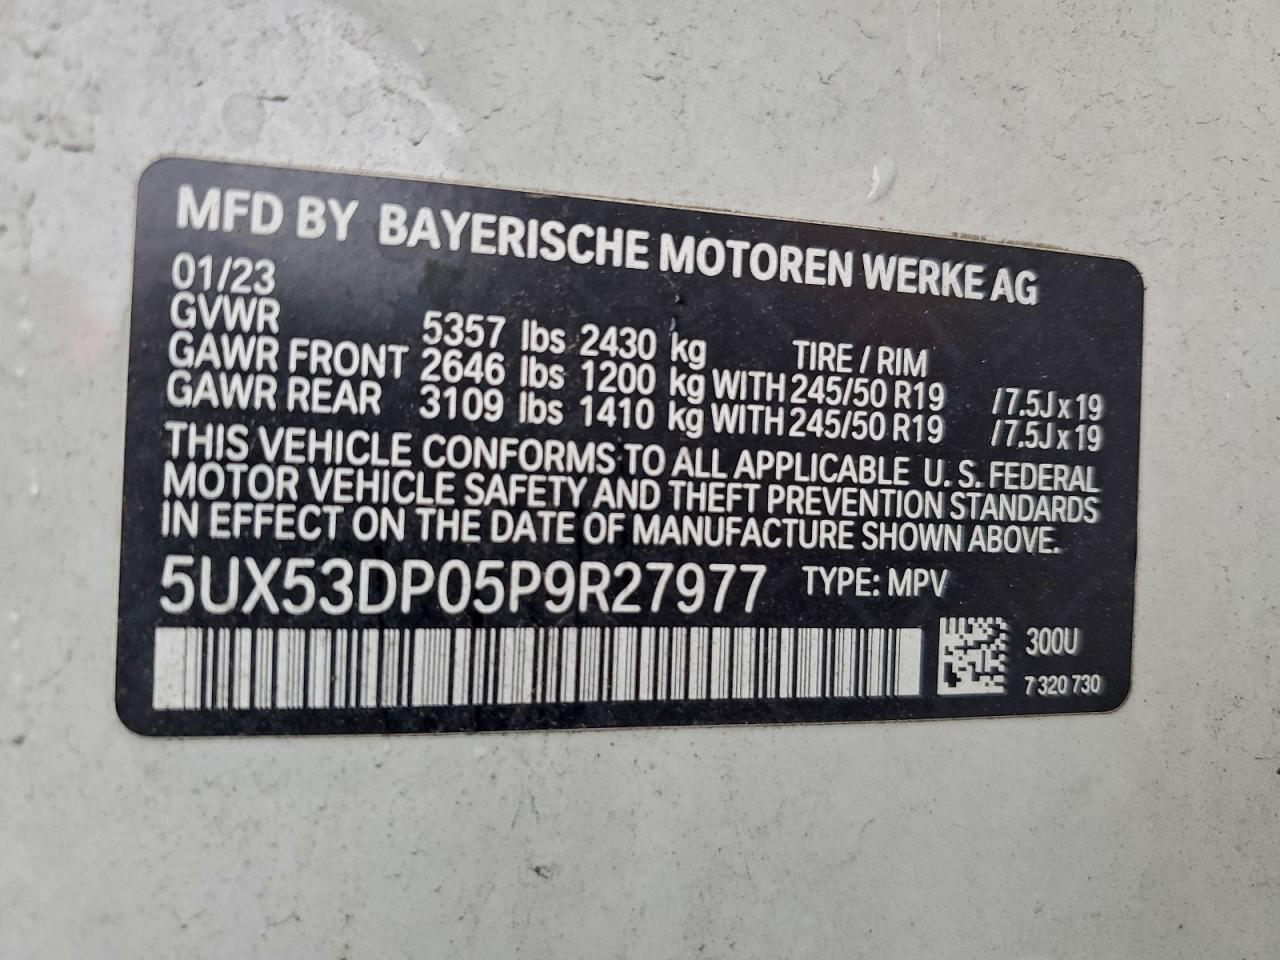 MFD BY BAYERISCHE MOTOREN WERKE AG
01/23
GVWR 5357 lbs 2430 kg TIRE / RIM
GAWR FRONT 2646 lbs 1200 kg WITH 245/50 R19 / 7.5J x 19
GAWR REAR 3109 lbs 1410 kg WITH 245/50 R19 / 7.5J x 19
THIS VEHICLE CONFORMS TO ALL APPLICABLE U. S. FEDERAL
MOTOR VEHICLE SAFETY AND THEFT PREVENTION STANDARDS
IN EFFECT ON THE DATE OF MANUFACTURE SHOWN ABOVE.
5UX53DP05P9R27977 TYPE: MPV
300U
7 320 730